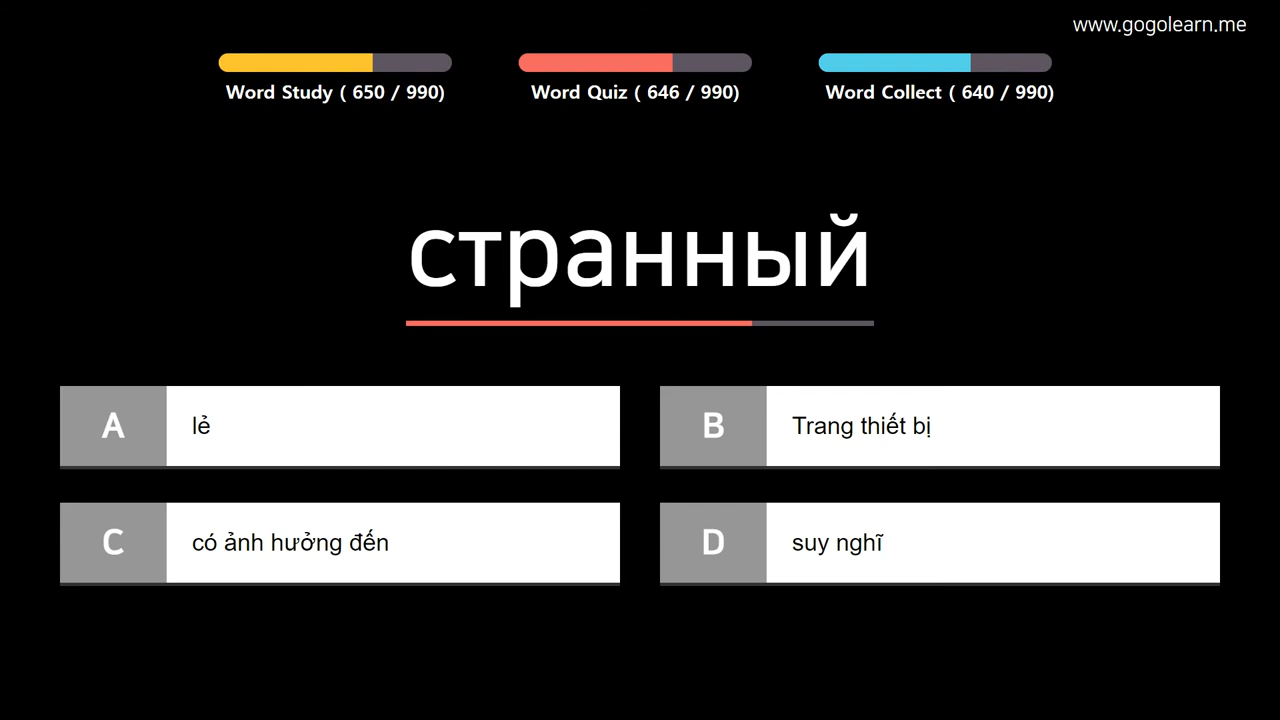 www.gogolearn.me
Word Study ( 650 / 990)
Word Quiz ( 646 / 990)
Word Collect ( 640 / 990)
странный
A lẻ
B Trang thiết bị
C có ảnh hưởng đến
D suy nghĩ